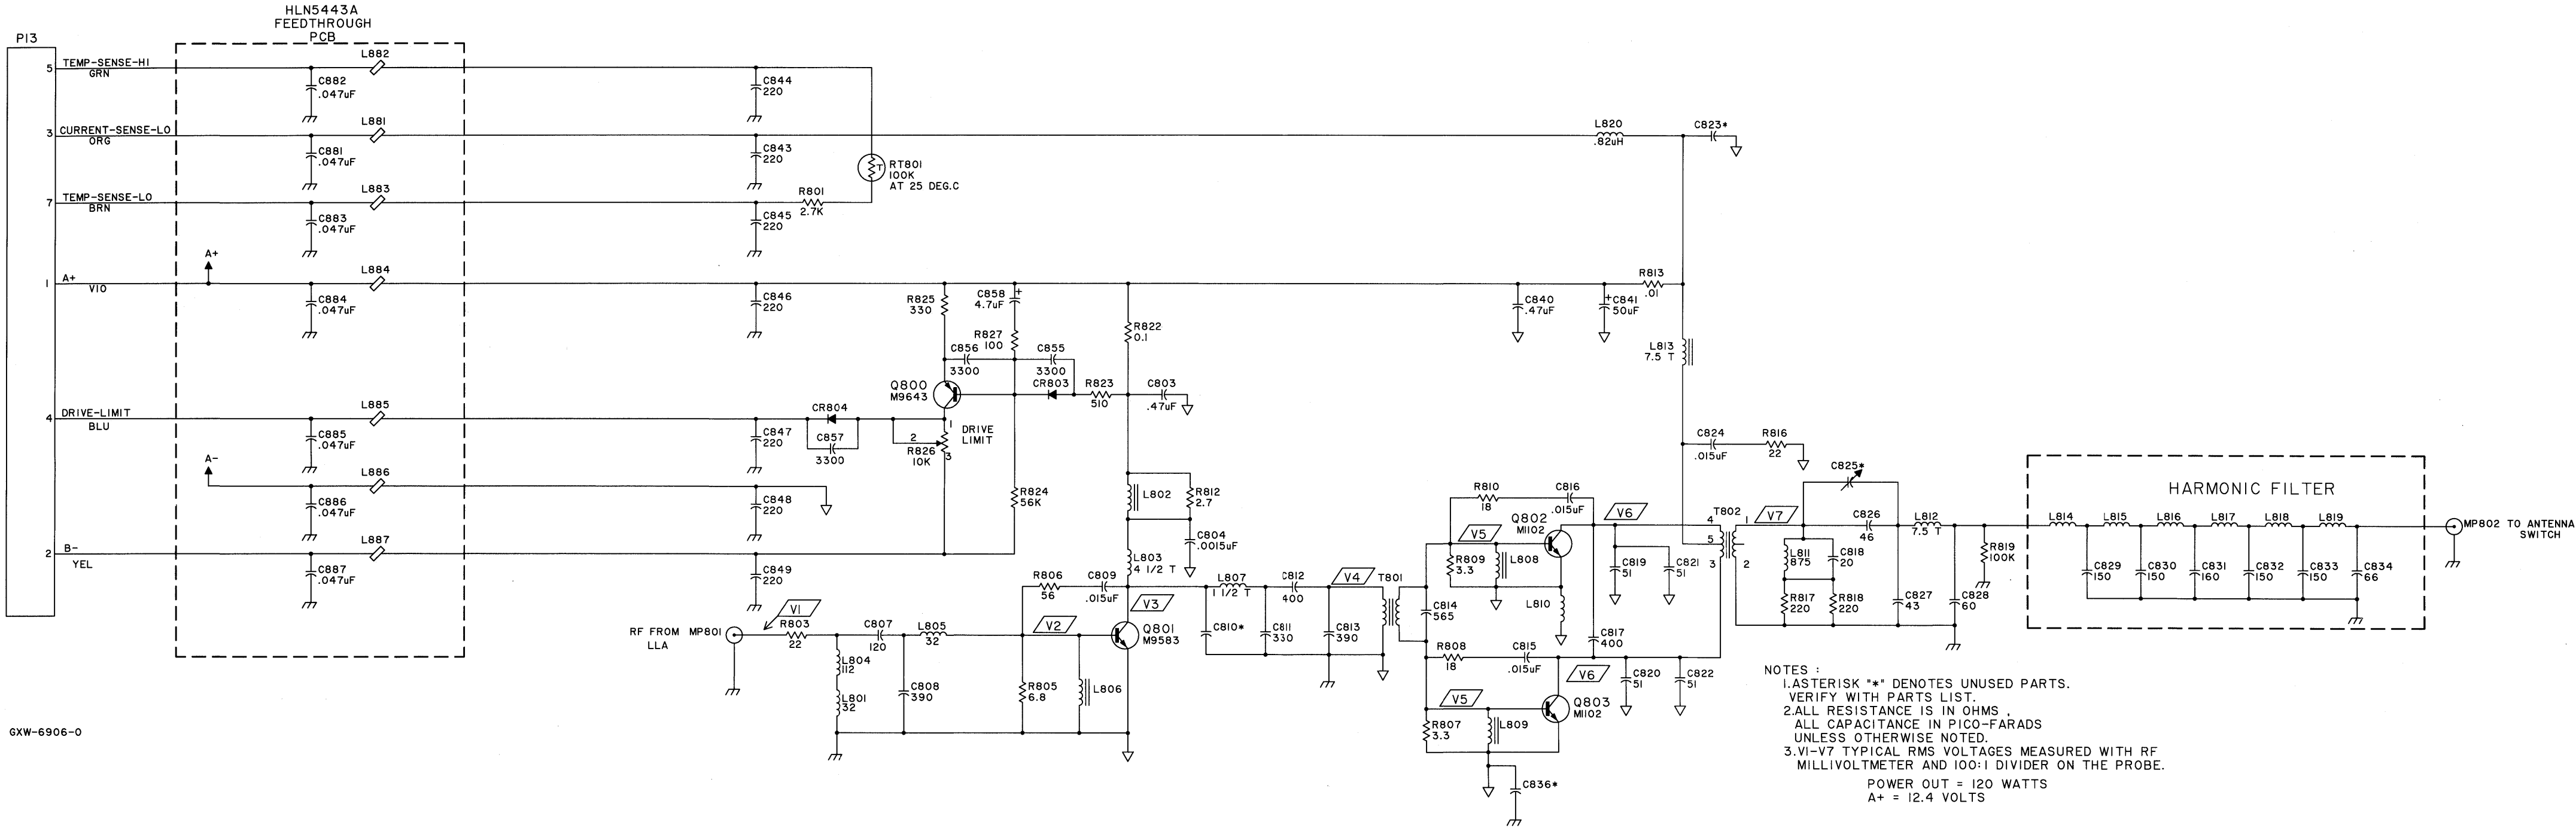 HLN5443A
FEEDTHROUGH
PCB
P13
5 TEMP-SENSE-HI
GRN
L882
C882
.047uF
C844
220
3 CURRENT-SENSE-LO
ORG
L881
C881
.047uF
C843
220
RT801
100K
AT 25 DEG.C
L820
.82uH
C823*
7 TEMP-SENSE-LO
BRN
L883
C883
.047uF
C845
220
R801
2.7K
A+
1 A+
VIO
L884
C884
.047uF
C846
220
R825
330
C858
4.7uF
+
R827
100
C856
3300
C855
3300
R822
0.1
C840
.47uF
+
C841
50uF
R813
.01
L813
7.5 T
Q800
M9643
CR803
R823
510
C803
.47uF
4 DRIVE-LIMIT
BLU
L885
C885
.047uF
C847
220
CR804
C857
3300
1
2
3
R826
10K
DRIVE
LIMIT
A-
L886
C886
.047uF
C848
220
R824
56K
L802
R812
2.7
C804
.0015uF
L803
4 1/2 T
2 B-
YEL
L887
C887
.047uF
C849
220
RF FROM MP801
LLA
V1
R803
22
L804
112
L801
32
C807
120
C808
390
L805
32
R806
56
C809
.015uF
V2
R805
6.8
L806
V3
Q801
M9583
L807
1 1/2 T
C810*
C811
330
C812
400
C813
390
V4
T801
C814
565
R810
18
C816
.015uF
V5
R809
3.3
L808
Q802
M1102
L810
V6
C819
51
C821
51
C817
400
R808
18
C815
.015uF
V5
R807
3.3
L809
Q803
M1102
V6
C820
51
C822
51
C836*
C824
.015uF
R816
22
4
5
3
T802
1
2
V7
C825*
C826
46
L811
875
C818
20
R817
220
R818
220
C827
43
L812
7.5 T
C828
60
R819
100K
HARMONIC FILTER
L814
L815
L816
L817
L818
L819
C829
150
C830
150
C831
160
C832
150
C833
150
C834
66
MP802 TO ANTENNA
SWITCH
NOTES :
1.ASTERISK "*" DENOTES UNUSED PARTS.
VERIFY WITH PARTS LIST.
2.ALL RESISTANCE IS IN OHMS ,
ALL CAPACITANCE IN PICO-FARADS
UNLESS OTHERWISE NOTED.
3.V1-V7 TYPICAL RMS VOLTAGES MEASURED WITH RF
MILLIVOLTMETER AND 100:1 DIVIDER ON THE PROBE.
POWER OUT = 120 WATTS
A+ = 12.4 VOLTS
GXW-6906-0